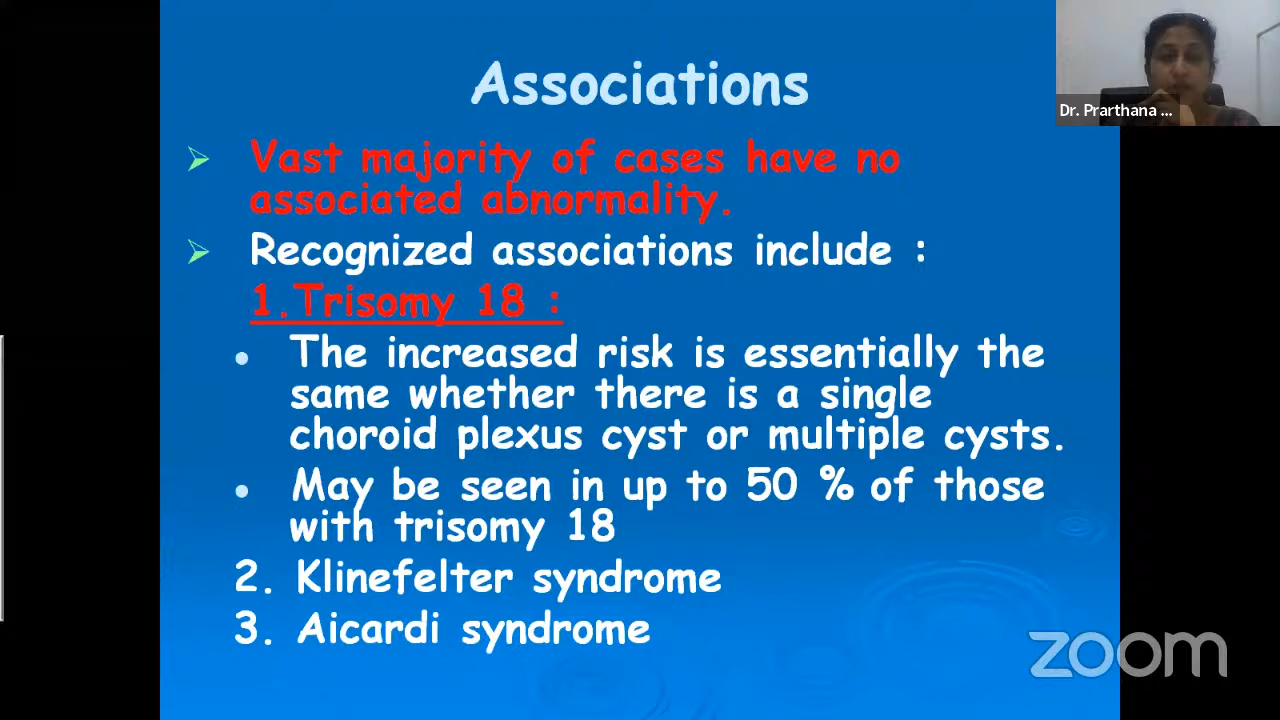 Associations
Dr. Prarthana ...
➢ Vast majority of cases have no
associated abnormality.
➢ Recognized associations include :
1.Trisomy 18 :
• The increased risk is essentially the
same whether there is a single
choroid plexus cyst or multiple cysts.
• May be seen in up to 50 % of those
with trisomy 18
2. Klinefelter syndrome
3. Aicardi syndrome
zoom